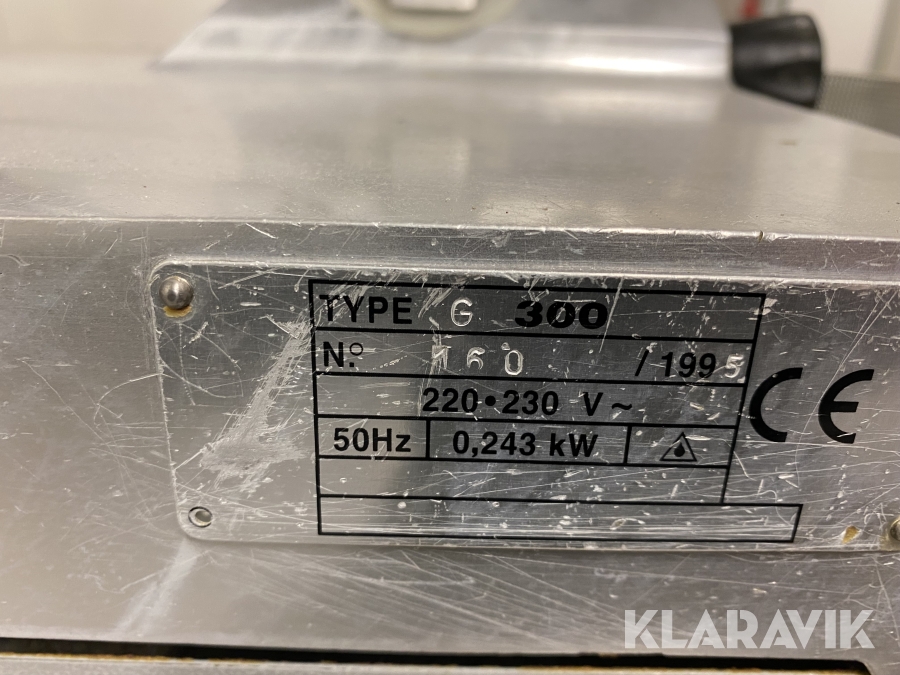 TYPE G 300
N.° 160 /1995
220•230 V ~
50Hz 0,243 kW
CE
KLARAVIK